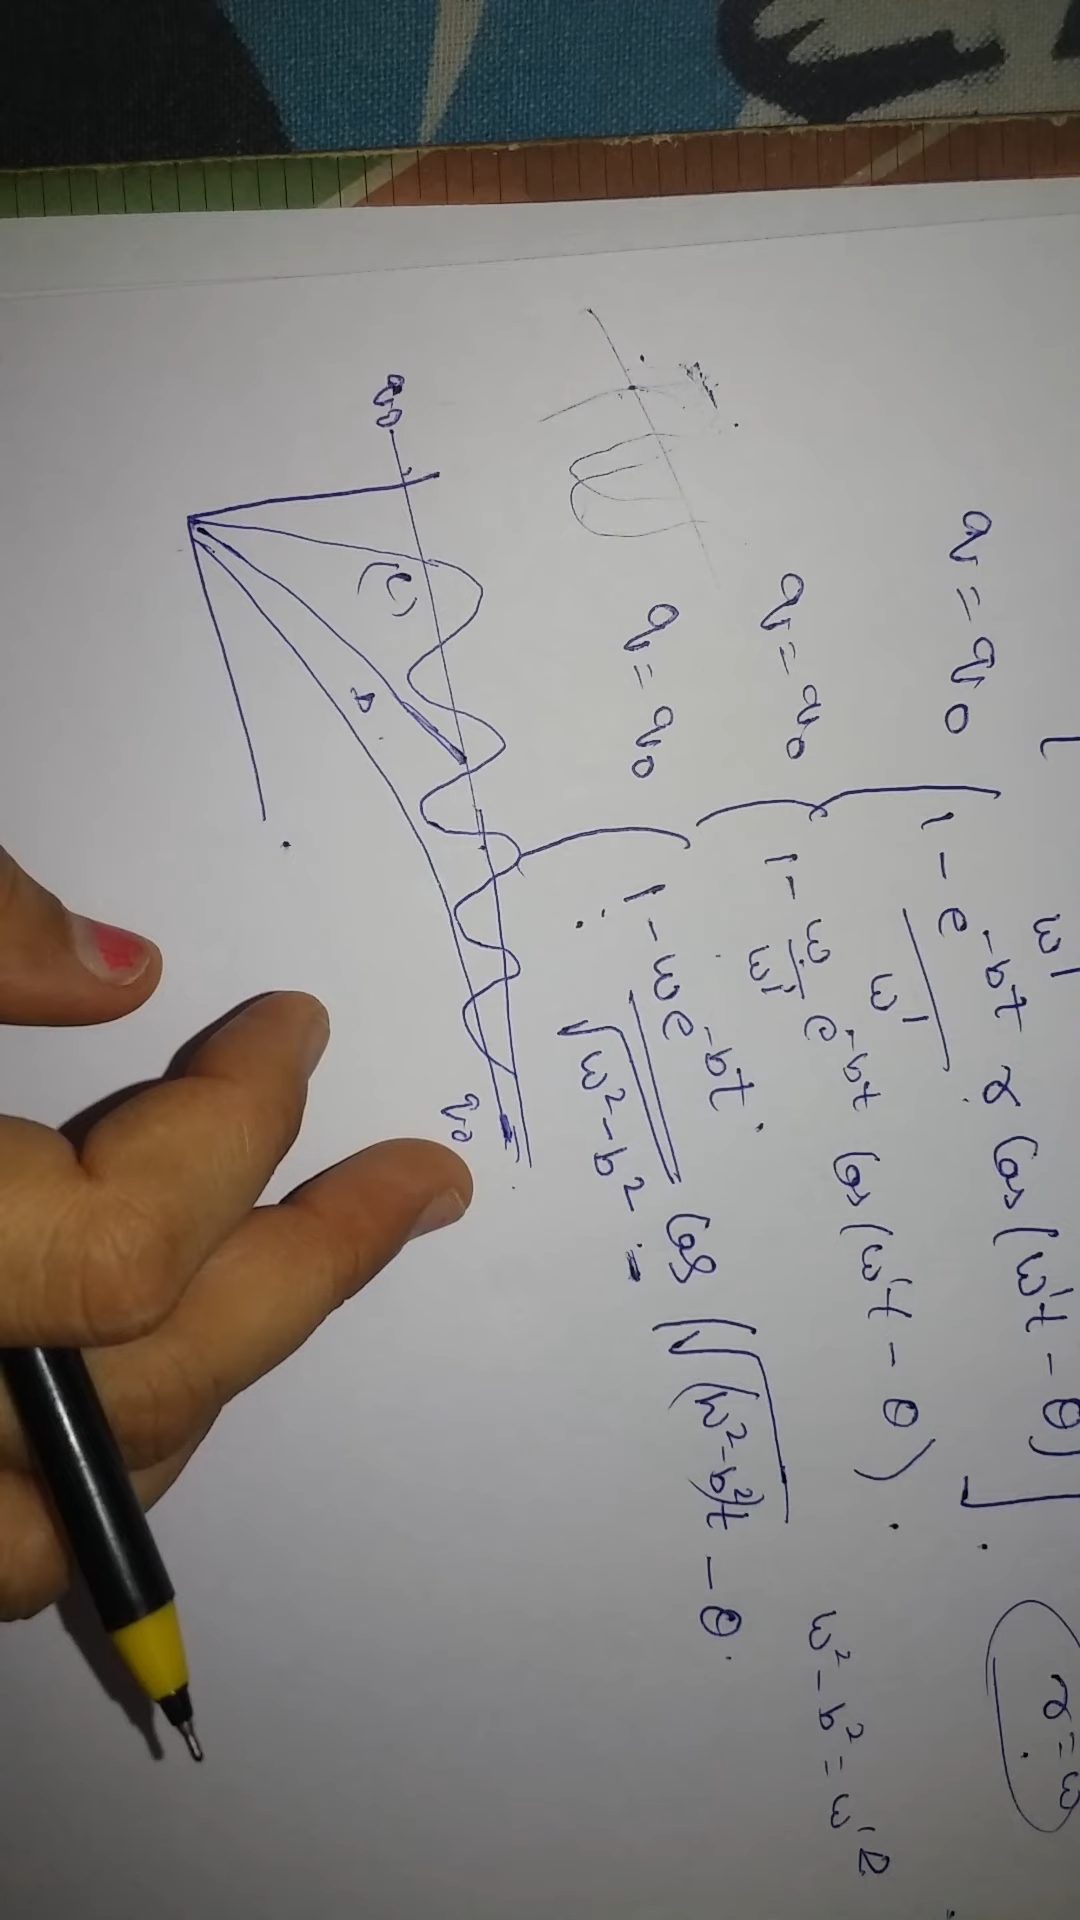 ω'
q = q0 [ 1 - e^-bt r Cos(ω't - θ) ]
ω'
r = ω
q = q0 ( 1 - ω/ω' e^-bt Cos(ω't - θ) )
ω² - b² = ω'²
q = q0 ( 1 - ωe^-bt / √ω² - b² Cos (√(ω² - b²)t - θ
q0
(c)
b
q0